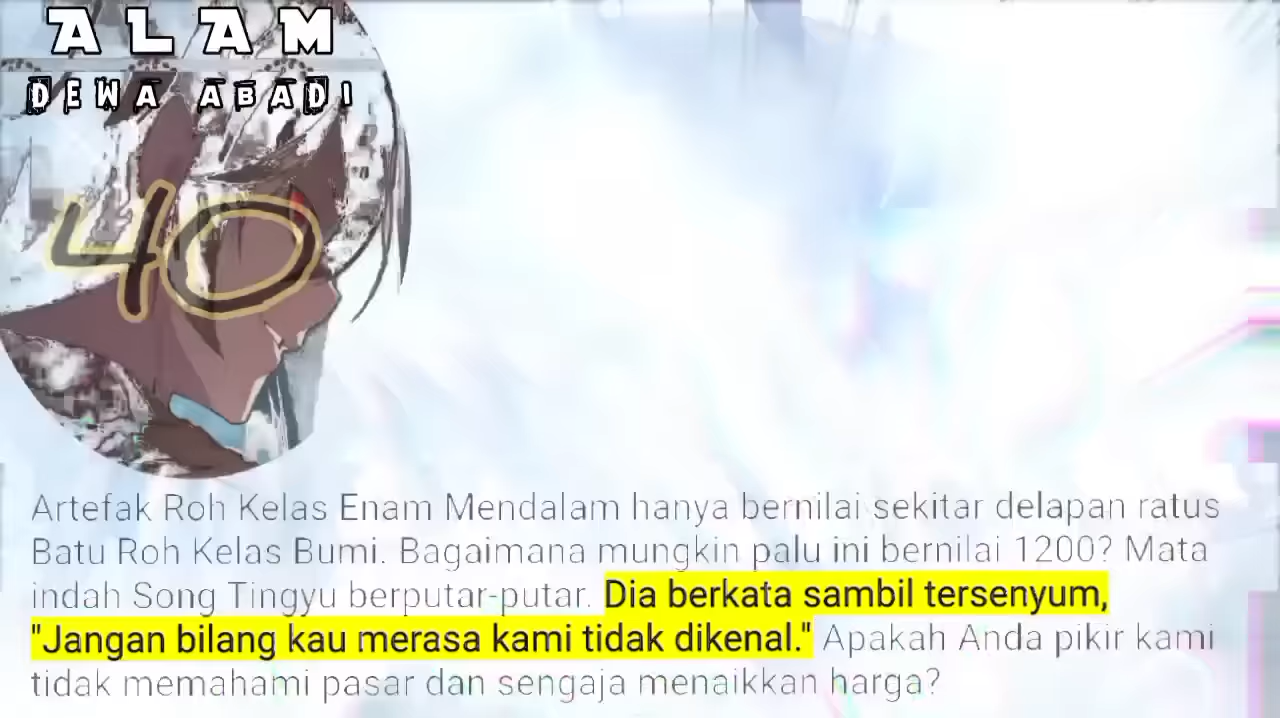 ALAM
DEWA ABADI
40
Artefak Roh Kelas Enam Mendalam hanya bernilai sekitar delapan ratus
Batu Roh Kelas Bumi. Bagaimana mungkin palu ini bernilai 1200? Mata
indah Song Tingyu berputar-putar. Dia berkata sambil tersenyum,
"Jangan bilang kau merasa kami tidak dikenal." Apakah Anda pikir kami
tidak memahami pasar dan sengaja menaikkan harga?